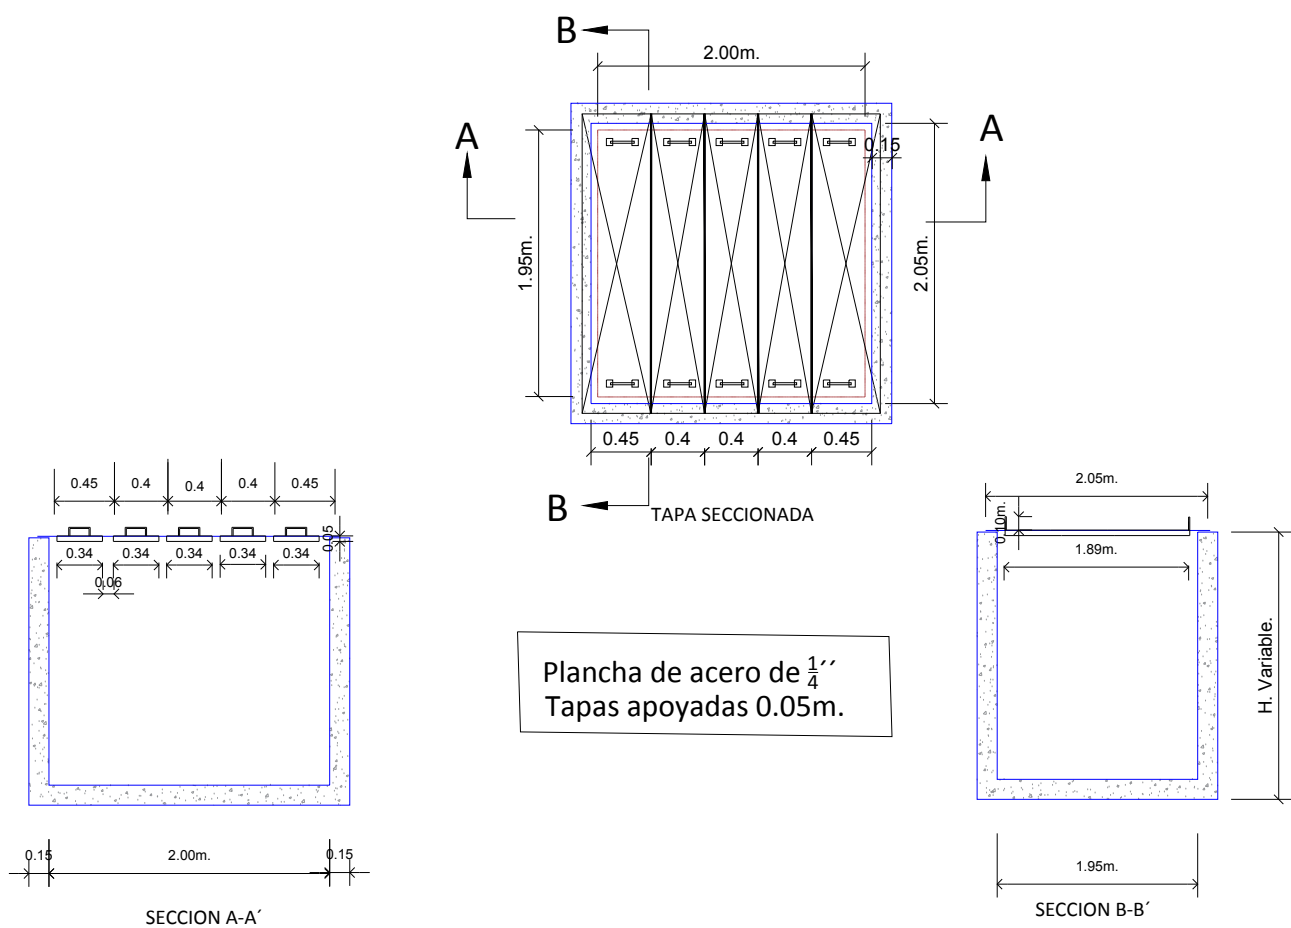 B
2.00m.
A
A
0.15
1.95m.
2.05m.
0.45
0.4
0.4
0.4
0.45
B
TAPA SECCIONADA
0.45
0.4
0.4
0.4
0.45
0.05
0.34
0.34
0.34
0.34
0.34
0.06
0.15
2.00m.
0.15
SECCION A-A´
Plancha de acero de 1/4´´
Tapas apoyadas 0.05m.
2.05m.
0.10m.
1.89m.
H. Variable.
1.95m.
SECCION B-B´